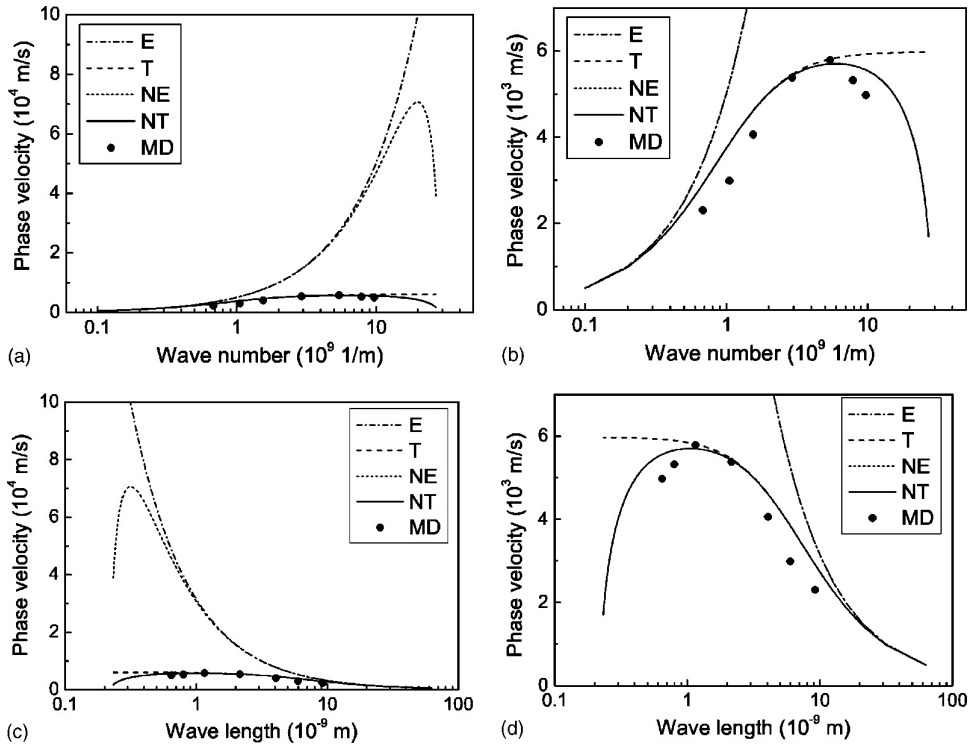 10
8
6
4
2
0
Phase velocity (10⁴ m/s)
E
T
NE
NT
MD
0.1
1
10
Wave number (10⁹ 1/m)
(a)
6
4
2
0
Phase velocity (10³ m/s)
E
T
NE
NT
MD
0.1
1
10
Wave number (10⁹ 1/m)
(b)
10
8
6
4
2
0
Phase velocity (10⁴ m/s)
E
T
NE
NT
MD
0.1
1
10
100
Wave length (10⁻⁹ m)
(c)
6
4
2
0
Phase velocity (10³ m/s)
E
T
NE
NT
MD
0.1
1
10
100
Wave length (10⁻⁹ m)
(d)